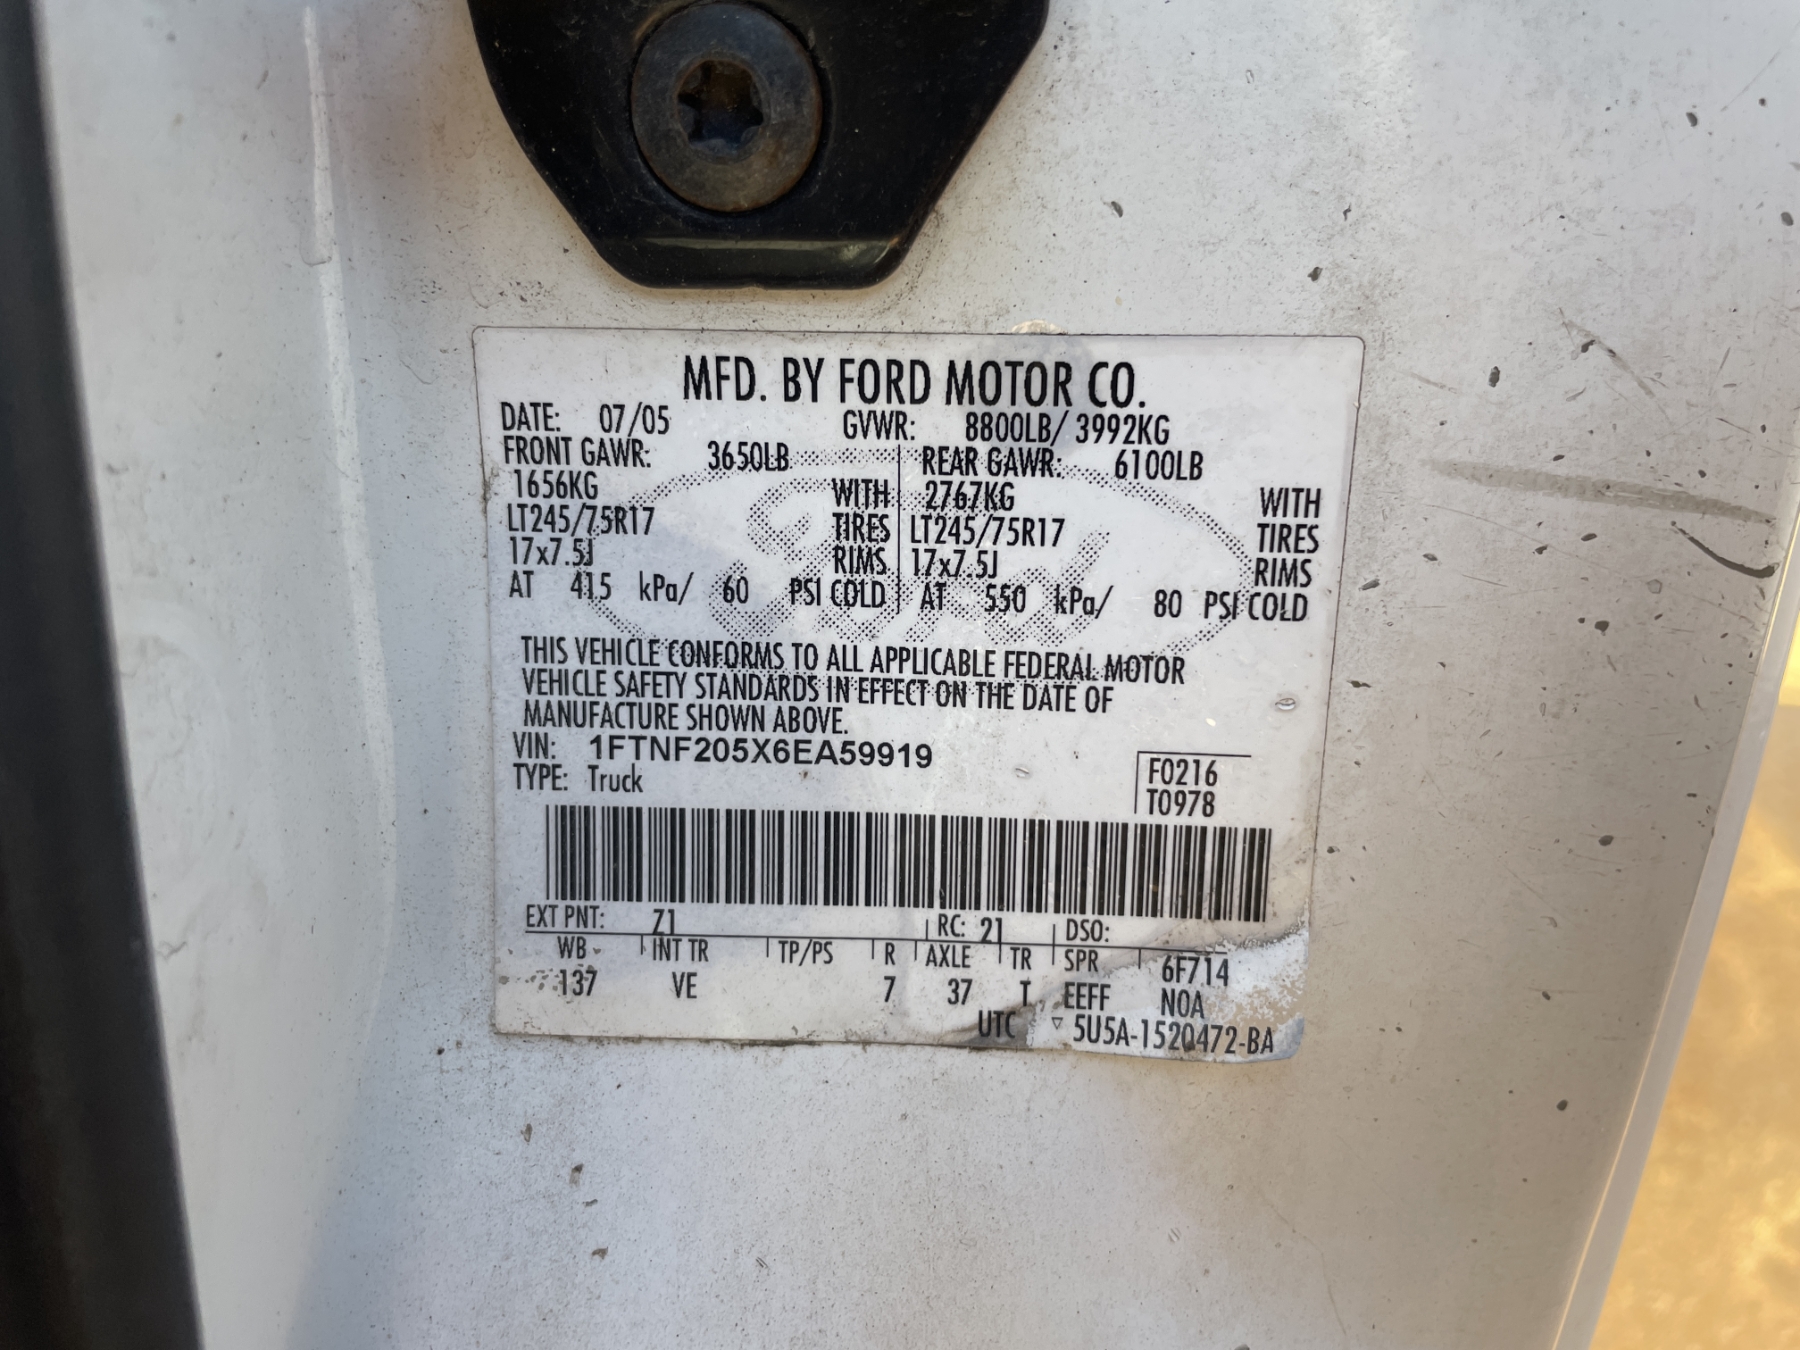 MFD. BY FORD MOTOR CO.
DATE: 07/05 GVWR: 8800LB/ 3992KG
FRONT GAWR: 3650LB REAR GAWR: 6100LB
1656KG WITH 2767KG WITH
LT245/75R17 TIRES LT245/75R17 TIRES
17x7.5J RIMS 17x7.5J RIMS
AT 415 kPa/ 60 PSI COLD AT 550 kPa/ 80 PSI COLD
Ford
THIS VEHICLE CONFORMS TO ALL APPLICABLE FEDERAL MOTOR
VEHICLE SAFETY STANDARDS IN EFFECT ON THE DATE OF
MANUFACTURE SHOWN ABOVE.
VIN: 1FTNF205X6EA59919
TYPE: Truck
F0216
T0978
EXT PNT: Z1 RC: 21 DSO:
WB INT TR TP/PS R AXLE TR SPR 6F714
137 VE 7 37 T EEFF NOA
UTC ▽ 5U5A-1520472-BA